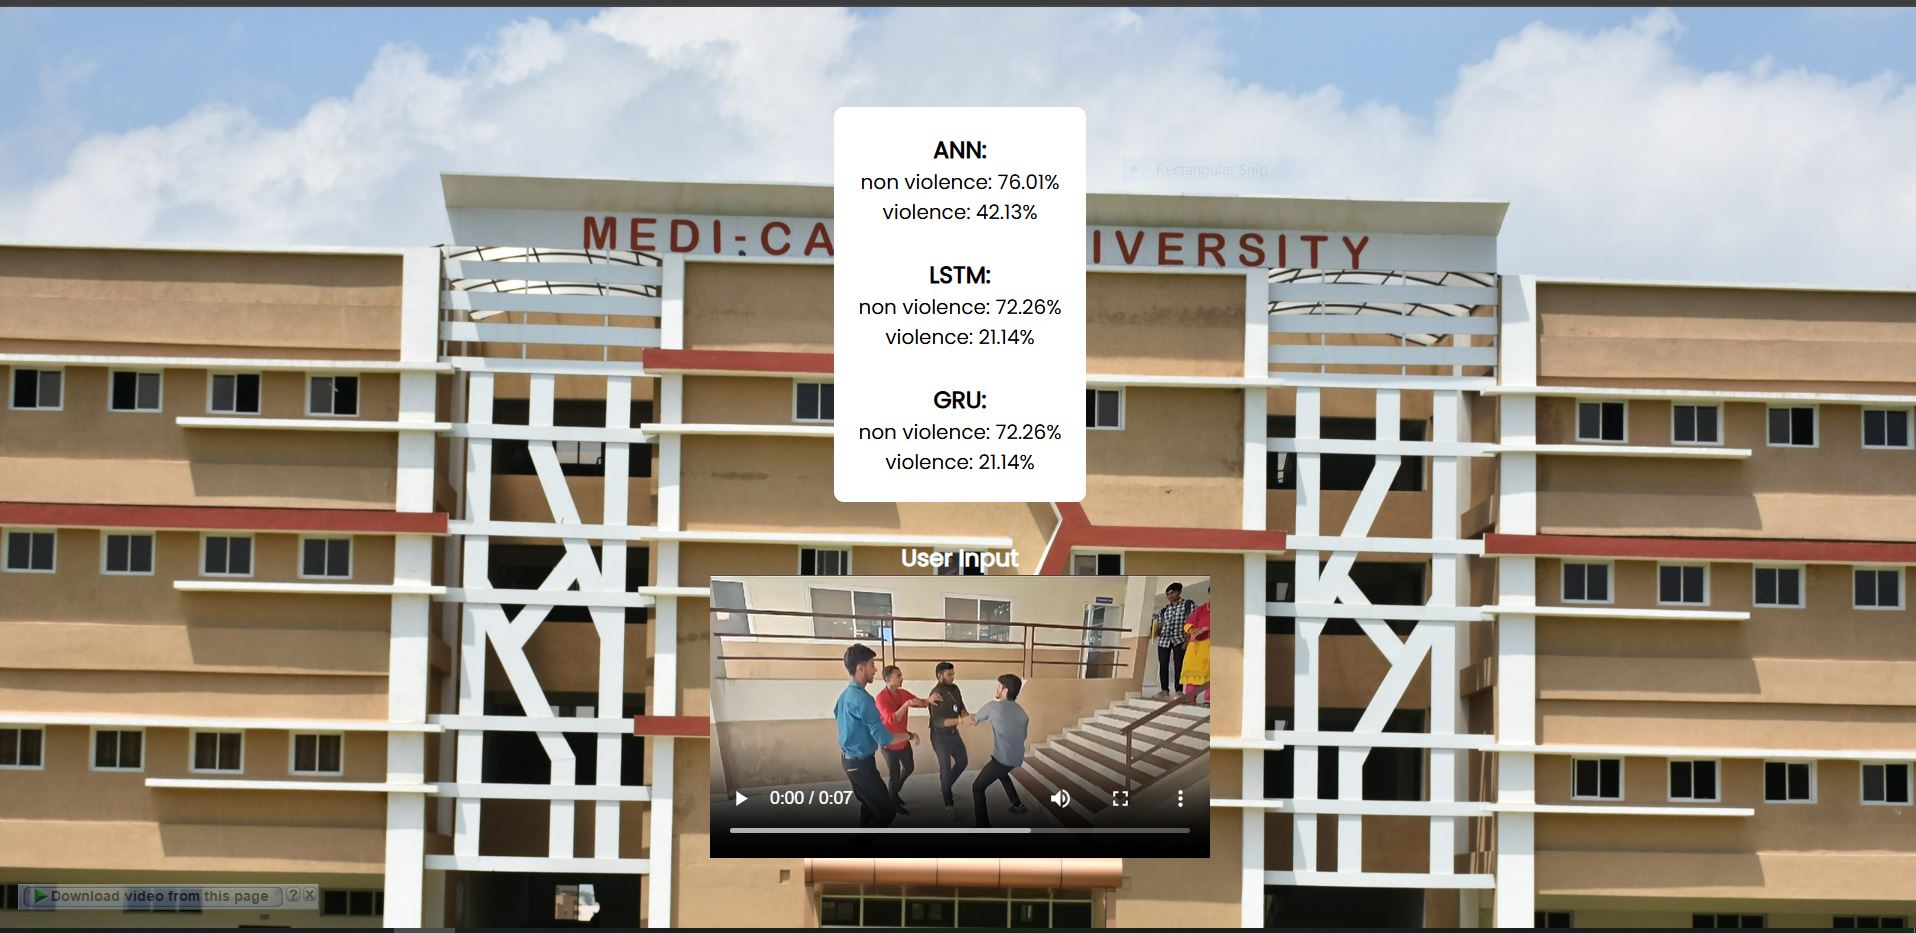 Rectangular Snip
MEDI-CA
IVERSITY
ANN:
non violence: 76.01%
violence: 42.13%
LSTM:
non violence: 72.26%
violence: 21.14%
GRU:
non violence: 72.26%
violence: 21.14%
User Input
0:00 / 0:07
Download video from this page ? X